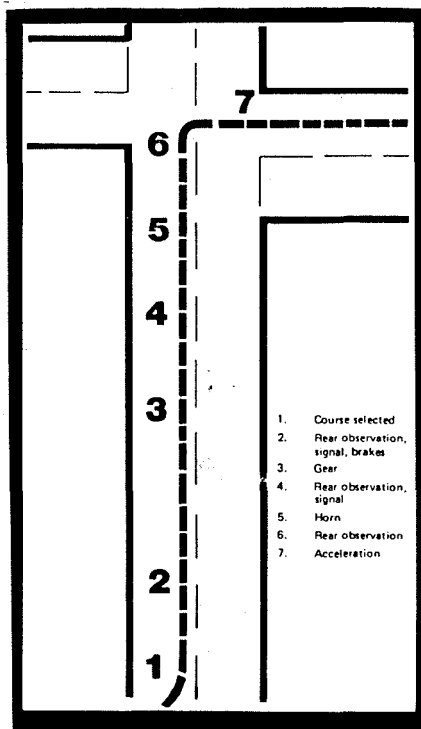 7
6
5
4
3
2
1
1. Course selected
2. Rear observation,
signal, brakes
3. Gear
4. Rear observation,
signal
5. Horn
6. Rear observation
7. Acceleration